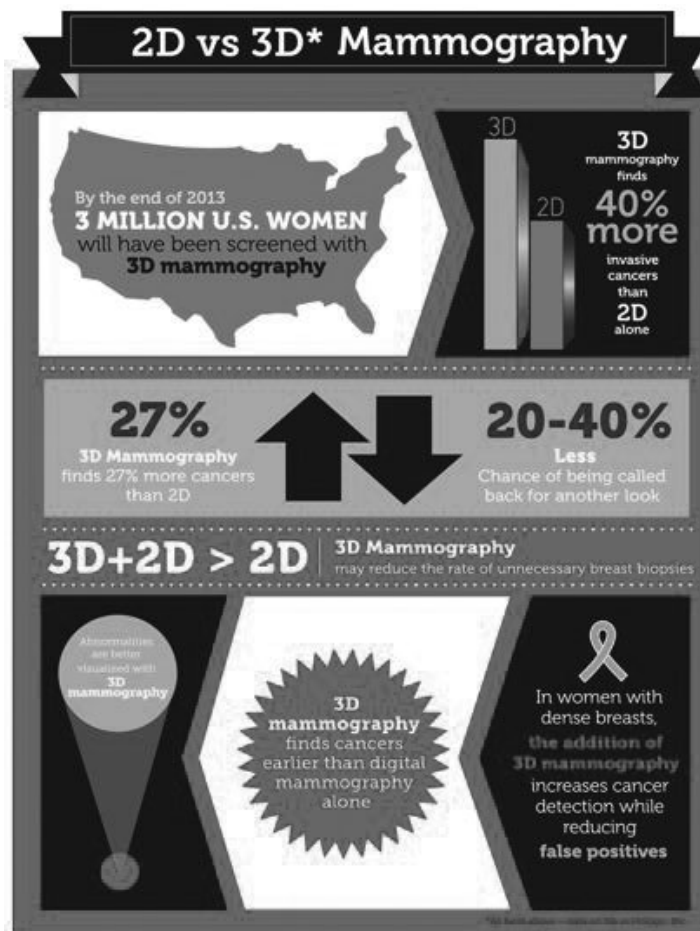 2D vs 3D* Mammography
By the end of 2013
3 MILLION U.S. WOMEN
will have been screened with
3D mammography
3D
2D
3D
mammography
finds
40%
more
invasive
cancers
than
2D
alone
27%
3D Mammography
finds 27% more cancers
than 2D
20-40%
Less
Chance of being called
back for another look
3D+2D > 2D
3D Mammography
may reduce the rate of unnecessary breast biopsies
Abnormalities
are better
visualized with
3D
mammography
3D
mammography
finds cancers
earlier than digital
mammography
alone
In women with
dense breasts,
the addition of
3D mammography
increases cancer
detection while
reducing
false positives